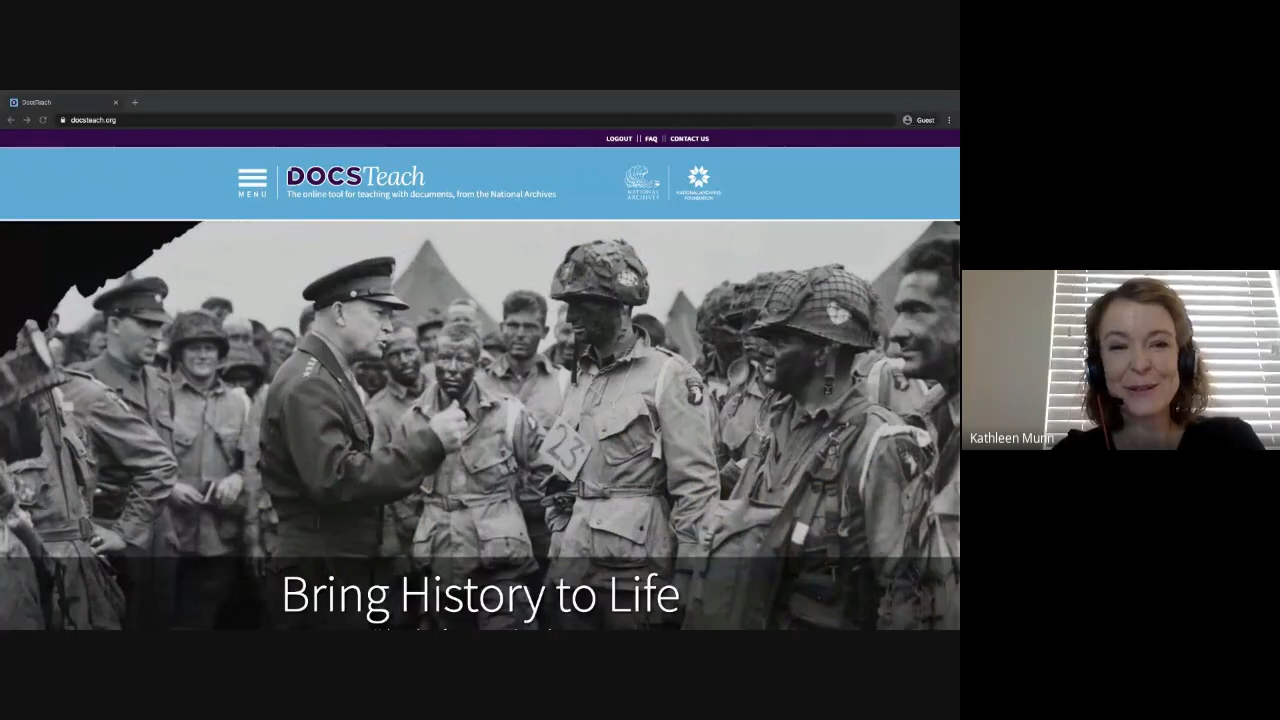 DocsTeach
docsteach.org
Guest
LOGOUT || FAQ || CONTACT US
MENU
DOCSTeach
The online tool for teaching with documents, from the National Archives
NATIONAL
ARCHIVES
NATIONAL ARCHIVES
FOUNDATION
23
Bring History to Life
Kathleen Munn